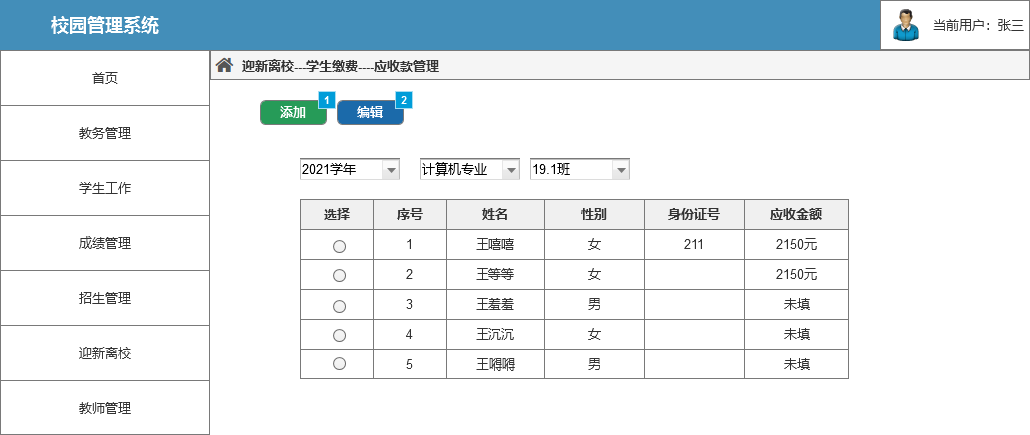 校园管理系统
当前用户：张三
首页
教务管理
学生工作
成绩管理
招生管理
迎新离校
教师管理
迎新离校---学生缴费----应收款管理
添加 1 编辑 2
2021学年 计算机专业 19.1班
选择 序号 姓名 性别 身份证号 应收金额
1 王嘻嘻 女 211 2150元
2 王等等 女 2150元
3 王羞羞 男 未填
4 王沉沉 女 未填
5 王嘚嘚 男 未填